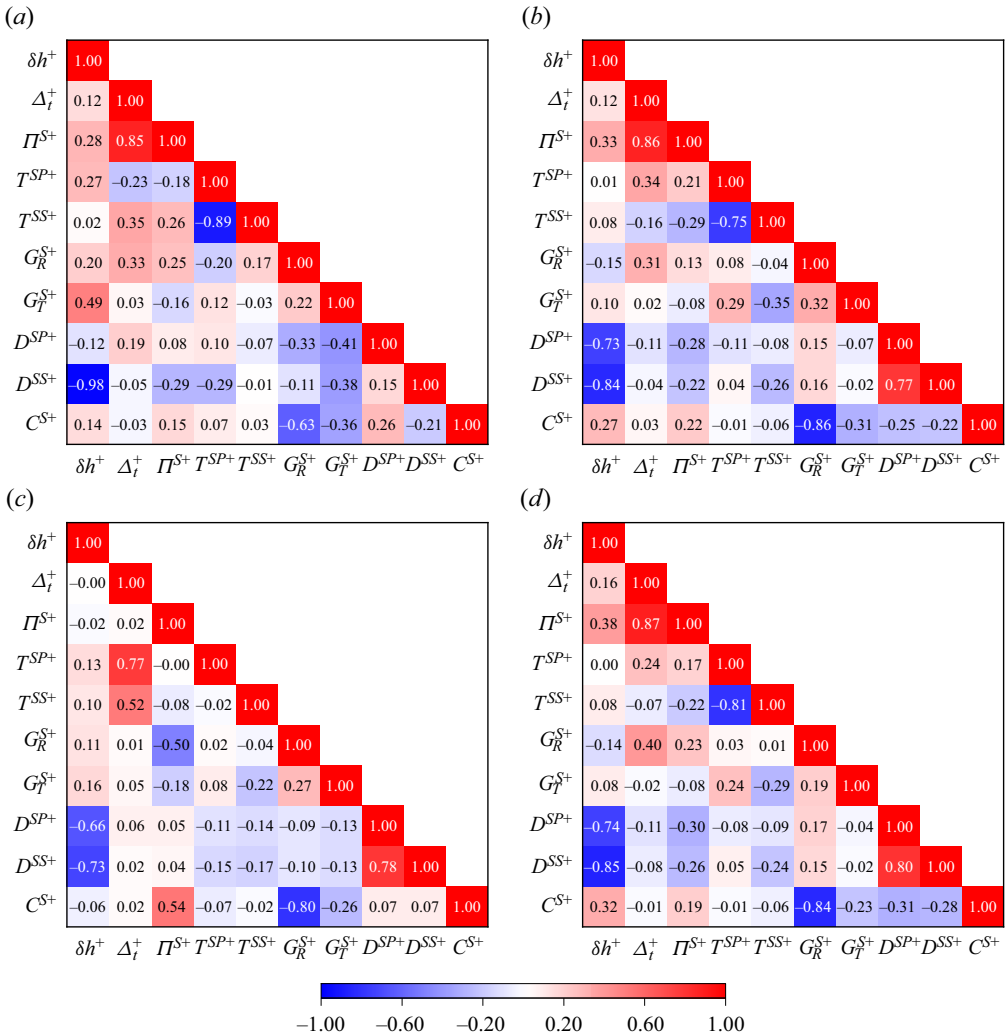 (a)
δh⁺ 1.00
Δₜ⁺ 0.12 1.00
Πˢ⁺ 0.28 0.85 1.00
Tˢᴾ⁺ 0.27 −0.23 −0.18 1.00
Tˢˢ⁺ 0.02 0.35 0.26 −0.89 1.00
G_R^{S+} 0.20 0.33 0.25 −0.20 0.17 1.00
G_T^{S+} 0.49 0.03 −0.16 0.12 −0.03 0.22 1.00
Dˢᴾ⁺ −0.12 0.19 0.08 0.10 −0.07 −0.33 −0.41 1.00
Dˢˢ⁺ −0.98 −0.05 −0.29 −0.29 −0.01 −0.11 −0.38 0.15 1.00
Cˢ⁺ 0.14 −0.03 0.15 0.07 0.03 −0.63 −0.36 0.26 −0.21 1.00
δh⁺ Δₜ⁺ Πˢ⁺ Tˢᴾ⁺ Tˢˢ⁺ G_R^{S+} G_T^{S+} Dˢᴾ⁺ Dˢˢ⁺ Cˢ⁺
(b)
δh⁺ 1.00
Δₜ⁺ 0.12 1.00
Πˢ⁺ 0.33 0.86 1.00
Tˢᴾ⁺ 0.01 0.34 0.21 1.00
Tˢˢ⁺ 0.08 −0.16 −0.29 −0.75 1.00
G_R^{S+} −0.15 0.31 0.13 0.08 −0.04 1.00
G_T^{S+} 0.10 0.02 −0.08 0.29 −0.35 0.32 1.00
Dˢᴾ⁺ −0.73 −0.11 −0.28 −0.11 −0.08 0.15 −0.07 1.00
Dˢˢ⁺ −0.84 −0.04 −0.22 0.04 −0.26 0.16 −0.02 0.77 1.00
Cˢ⁺ 0.27 0.03 0.22 −0.01 −0.06 −0.86 −0.31 −0.25 −0.22 1.00
δh⁺ Δₜ⁺ Πˢ⁺ Tˢᴾ⁺ Tˢˢ⁺ G_R^{S+} G_T^{S+} Dˢᴾ⁺ Dˢˢ⁺ Cˢ⁺
(c)
δh⁺ 1.00
Δₜ⁺ −0.00 1.00
Πˢ⁺ −0.02 0.02 1.00
Tˢᴾ⁺ 0.13 0.77 −0.00 1.00
Tˢˢ⁺ 0.10 0.52 −0.08 −0.02 1.00
G_R^{S+} 0.11 0.01 −0.50 0.02 −0.04 1.00
G_T^{S+} 0.16 0.05 −0.18 0.08 −0.22 0.27 1.00
Dˢᴾ⁺ −0.66 0.06 0.05 −0.11 −0.14 −0.09 −0.13 1.00
Dˢˢ⁺ −0.73 0.02 0.04 −0.15 −0.17 −0.10 −0.13 0.78 1.00
Cˢ⁺ −0.06 0.02 0.54 −0.07 −0.02 −0.80 −0.26 0.07 0.07 1.00
δh⁺ Δₜ⁺ Πˢ⁺ Tˢᴾ⁺ Tˢˢ⁺ G_R^{S+} G_T^{S+} Dˢᴾ⁺ Dˢˢ⁺ Cˢ⁺
(d)
δh⁺ 1.00
Δₜ⁺ 0.16 1.00
Πˢ⁺ 0.38 0.87 1.00
Tˢᴾ⁺ 0.00 0.24 0.17 1.00
Tˢˢ⁺ 0.08 −0.07 −0.22 −0.81 1.00
G_R^{S+} −0.14 0.40 0.23 0.03 0.01 1.00
G_T^{S+} 0.08 −0.02 −0.08 0.24 −0.29 0.19 1.00
Dˢᴾ⁺ −0.74 −0.11 −0.30 −0.08 −0.09 0.17 −0.04 1.00
Dˢˢ⁺ −0.85 −0.08 −0.26 0.05 −0.24 0.15 −0.02 0.80 1.00
Cˢ⁺ 0.32 −0.01 0.19 −0.01 −0.06 −0.84 −0.23 −0.31 −0.28 1.00
δh⁺ Δₜ⁺ Πˢ⁺ Tˢᴾ⁺ Tˢˢ⁺ G_R^{S+} G_T^{S+} Dˢᴾ⁺ Dˢˢ⁺ Cˢ⁺
−1.00 −0.60 −0.20 0.20 0.60 1.00